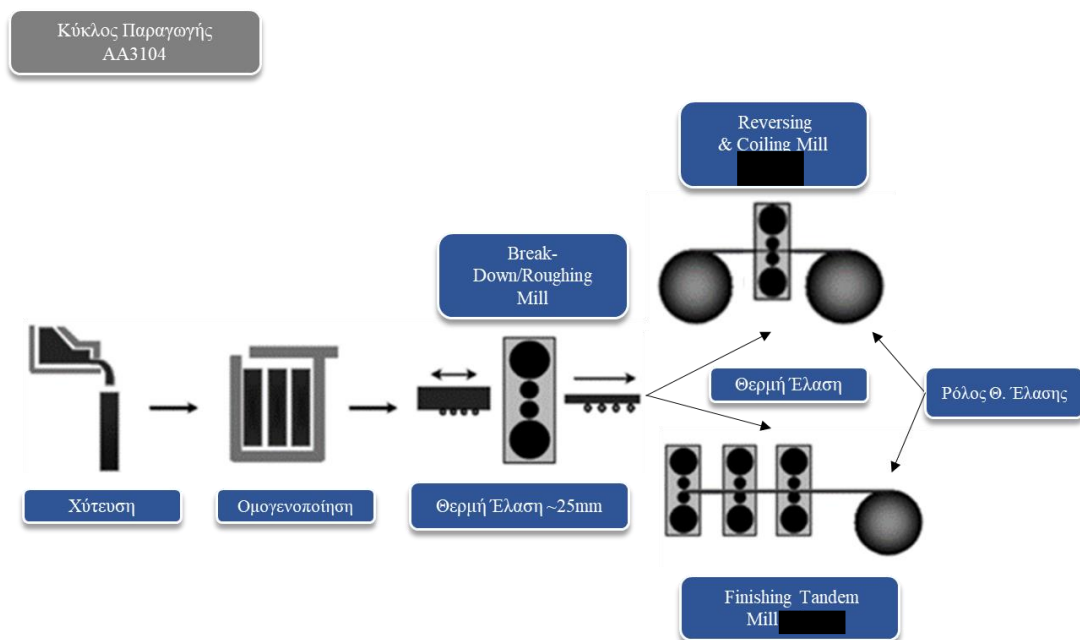 Κύκλος Παραγωγής
AA3104
Reversing
& Coiling Mill
Break-
Down/Roughing
Mill
Θερμή Έλαση
Ρόλος Θ. Έλασης
Χύτευση
Ομογενοποίηση
Θερμή Έλαση ~25mm
Finishing Tandem
Mill